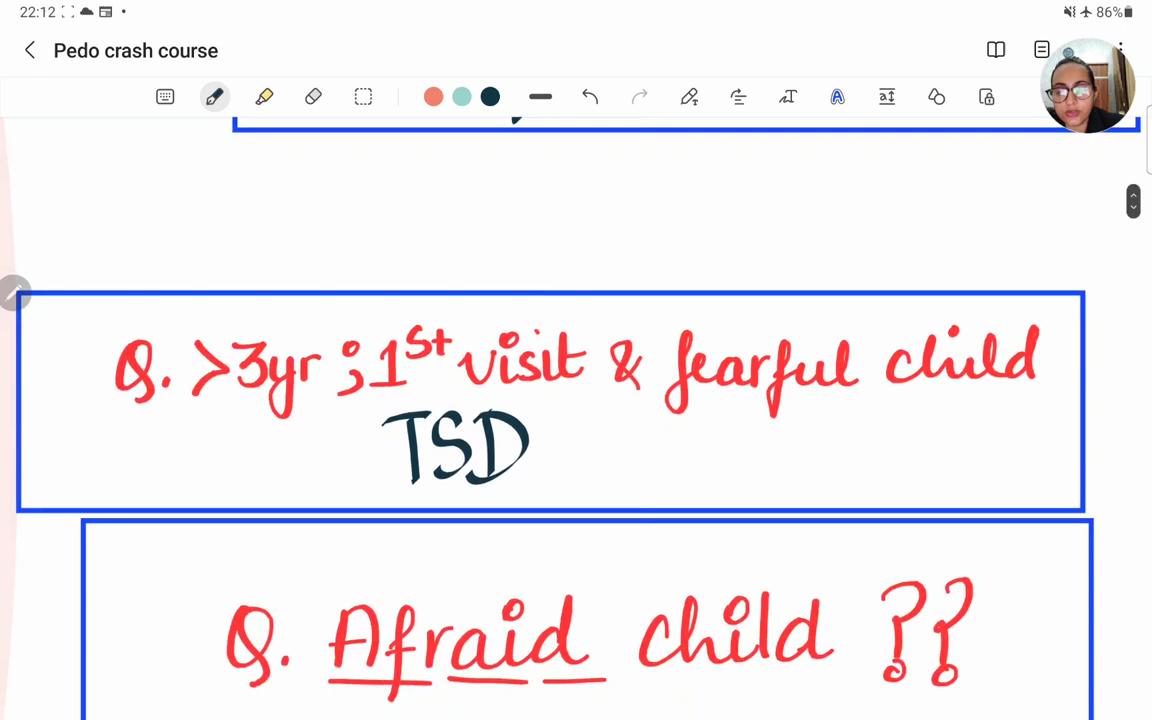 22:12 86%
Pedo crash course
Q. >3yr ; 1st visit & fearful child
TSD
Q. Afraid child ??